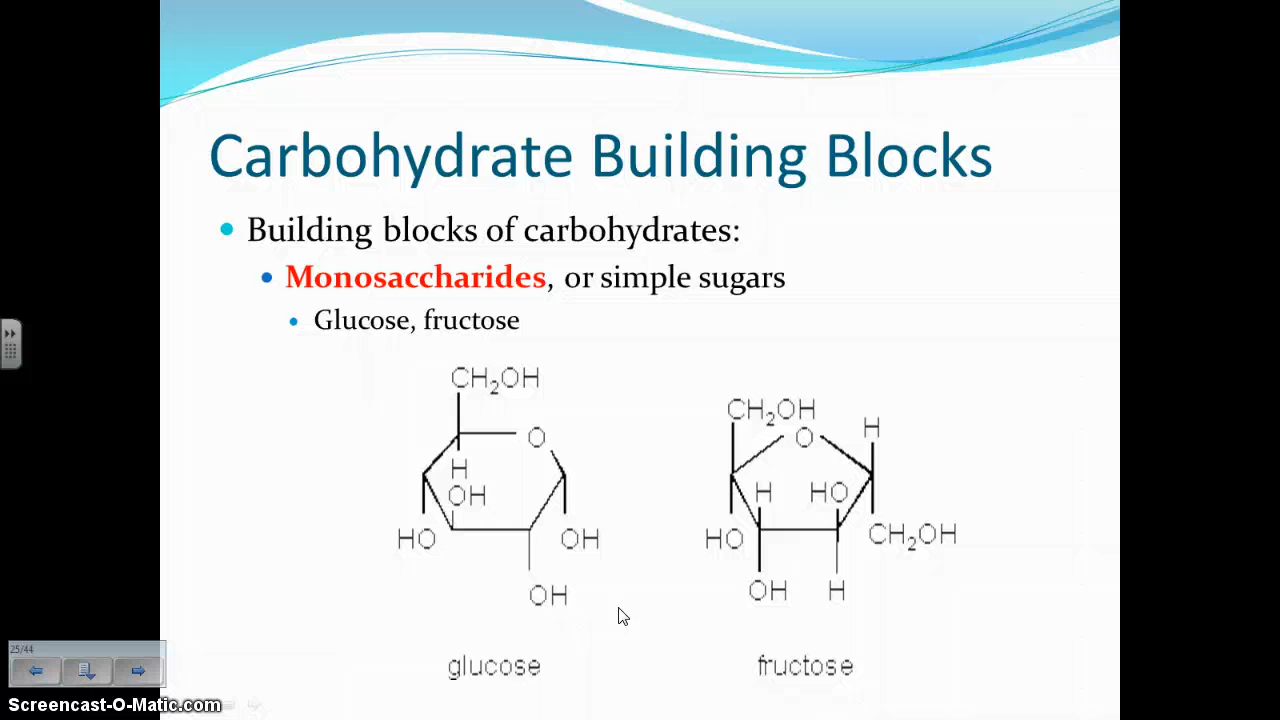 Carbohydrate Building Blocks
Building blocks of carbohydrates:
Monosaccharides, or simple sugars
Glucose, fructose
CH₂OH
O
H
OH
HO
OH
OH
glucose
CH₂OH
O
H
H
HO
HO
CH₂OH
OH
H
fructose
25/44
Screencast-O-Matic.com